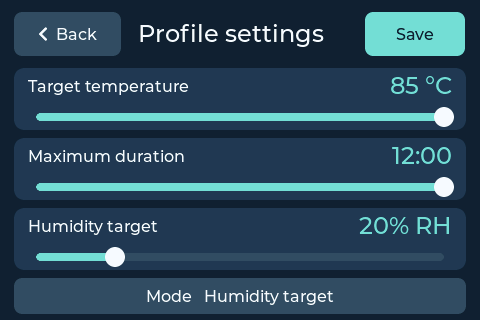 Back Profile settings Save
Target temperature 85 °C
Maximum duration 12:00
Humidity target 20% RH
Mode Humidity target